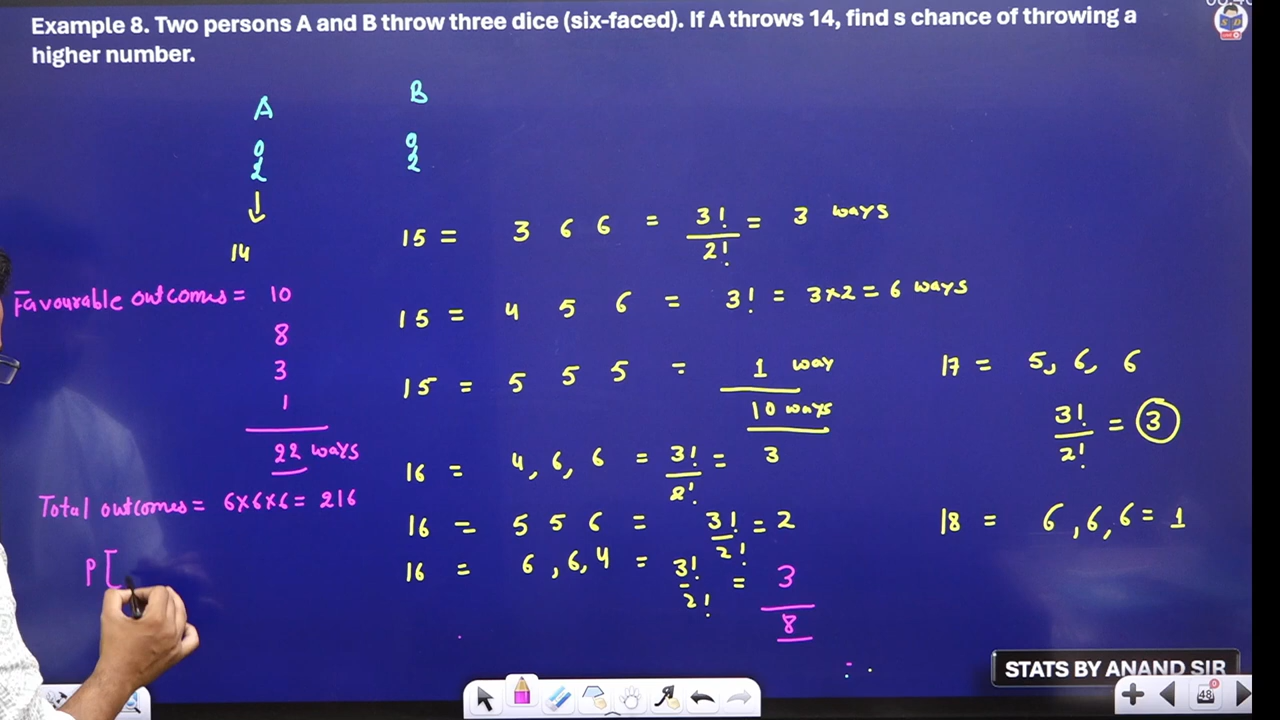 Example 8. Two persons A and B throw three dice (six-faced). If A throws 14, find s chance of throwing a
higher number.
A
B
14
15 = 3 6 6 = 3!/2! = 3 ways
Favourable outcomes = 10
8
3
1
22 ways
Total outcomes = 6×6×6 = 216
P[
15 = 4 5 6 = 3! = 3×2 = 6 ways
15 = 5 5 5 = 1 way
10 ways
16 = 4, 6, 6 = 3!/2! = 3
16 = 5 5 6 = 3!/2! = 2
16 = 6, 6, 4 = 3!/2! = 3
8
17 = 5, 6, 6
3!/2! = 3
18 = 6, 6, 6 = 1
STATS BY ANAND SIR
48